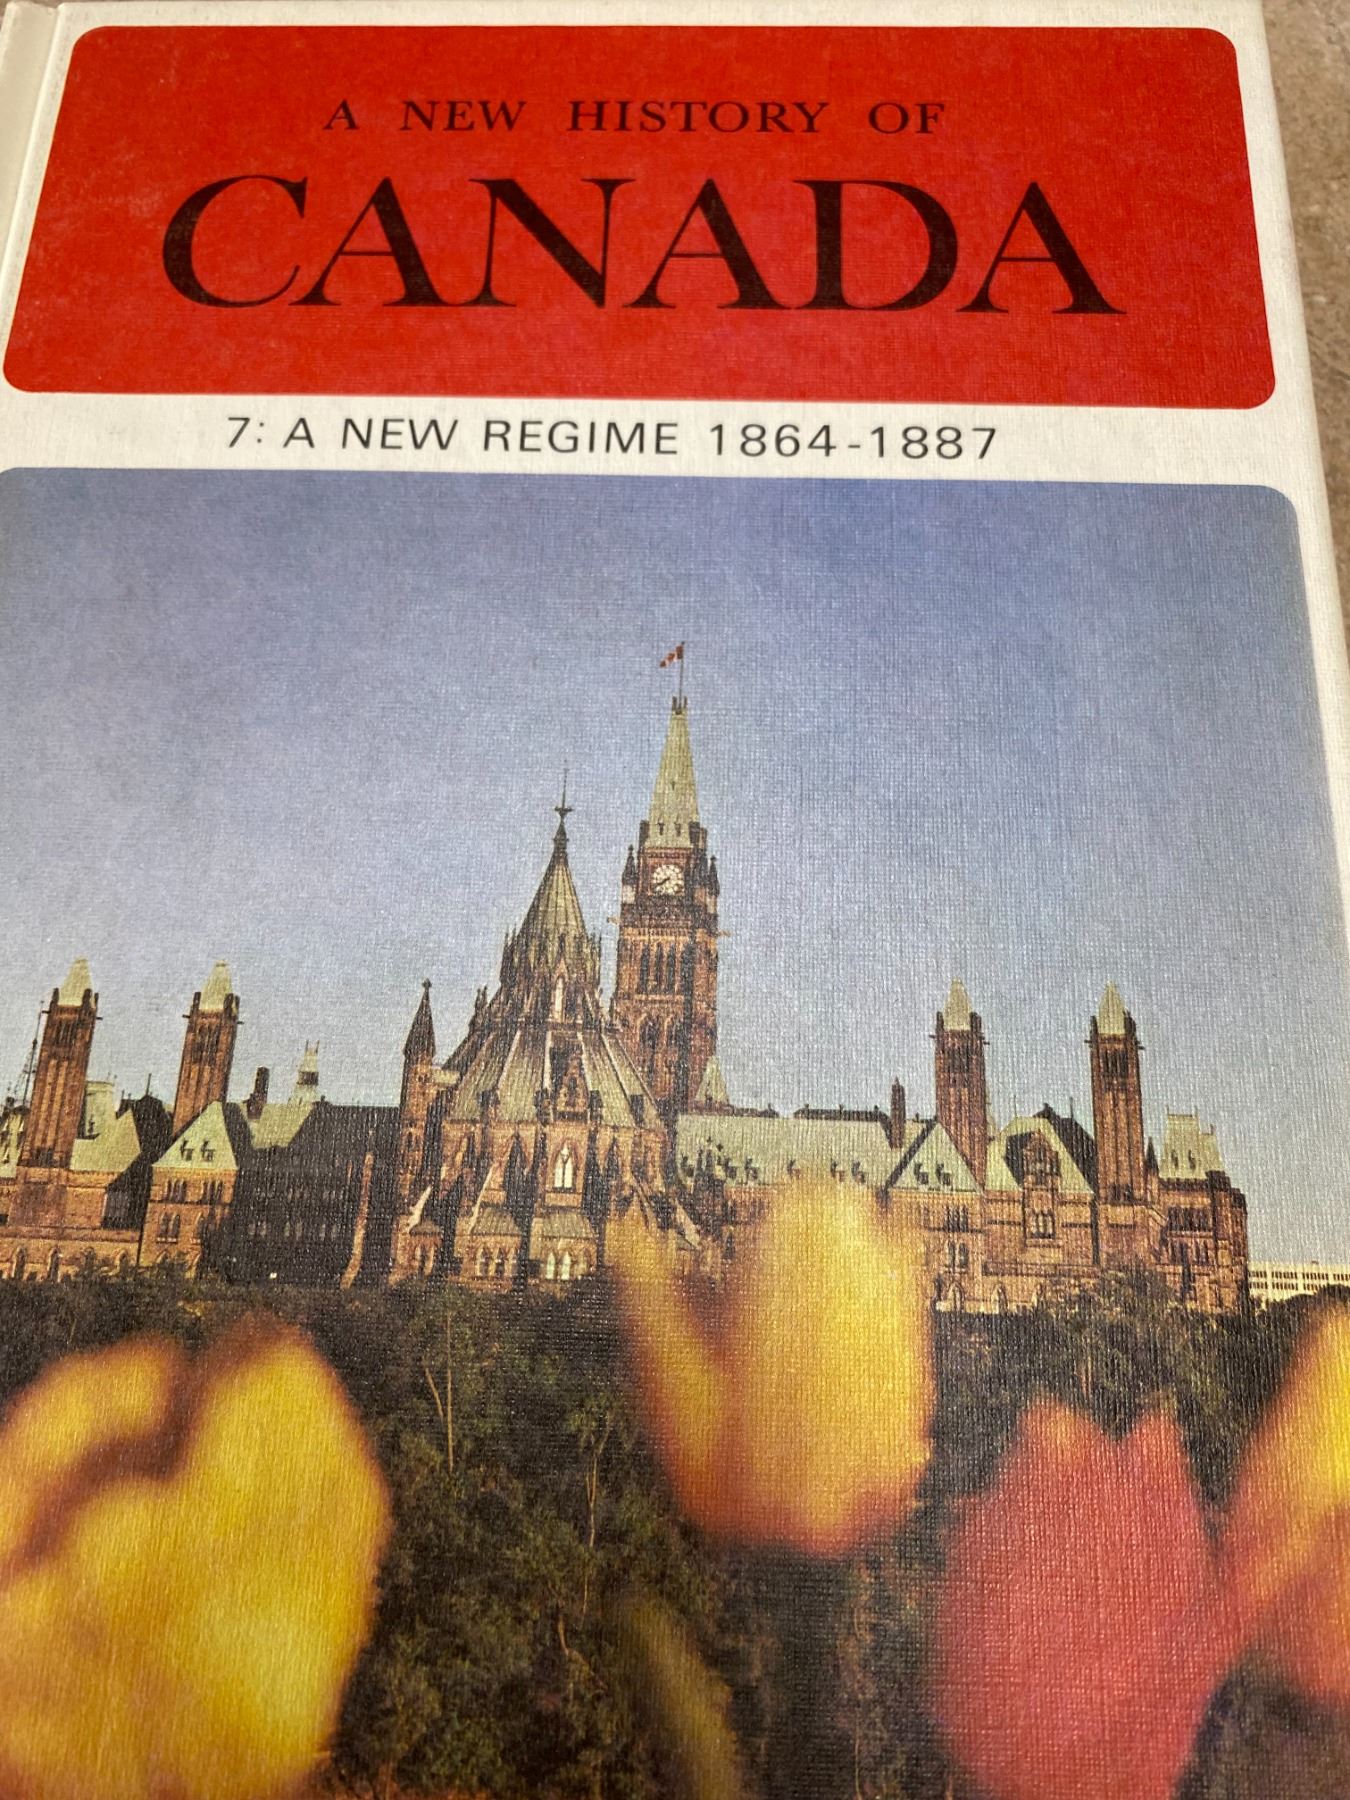 A NEW HISTORY OF
CANADA
7: A NEW REGIME 1864-1887